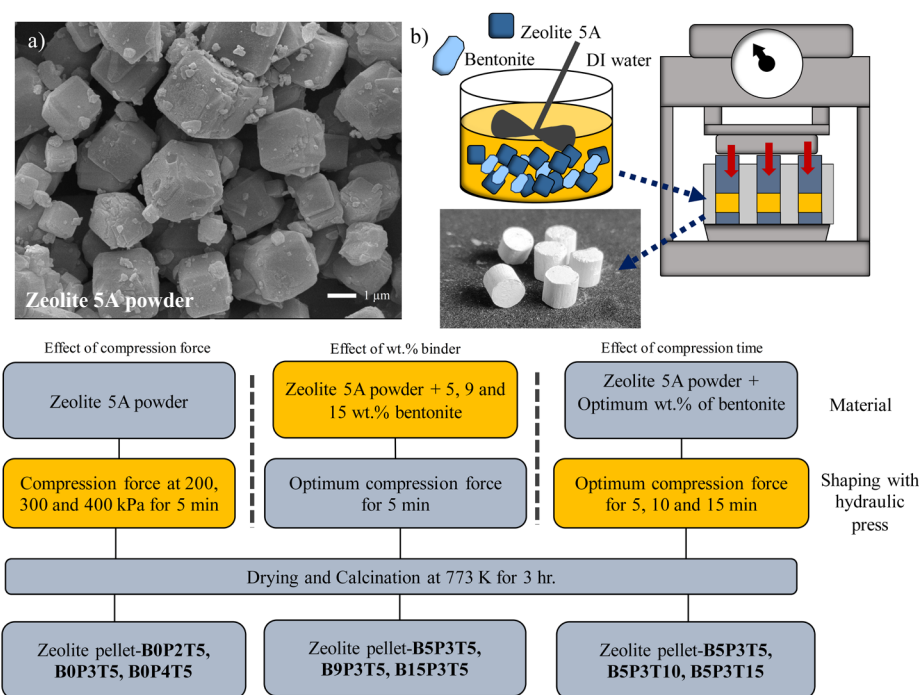 a)
Zeolite 5A powder
1 µm
b)
Zeolite 5A
Bentonite
DI water
Effect of compression force
Effect of wt.% binder
Effect of compression time
Zeolite 5A powder
Zeolite 5A powder + 5, 9 and
15 wt.% bentonite
Zeolite 5A powder +
Optimum wt.% of bentonite
Material
Compression force at 200,
300 and 400 kPa for 5 min
Optimum compression force
for 5 min
Optimum compression force
for 5, 10 and 15 min
Shaping with
hydraulic
press
Drying and Calcination at 773 K for 3 hr.
Zeolite pellet-B0P2T5,
B0P3T5, B0P4T5
Zeolite pellet-B5P3T5,
B9P3T5, B15P3T5
Zeolite pellet-B5P3T5,
B5P3T10, B5P3T15